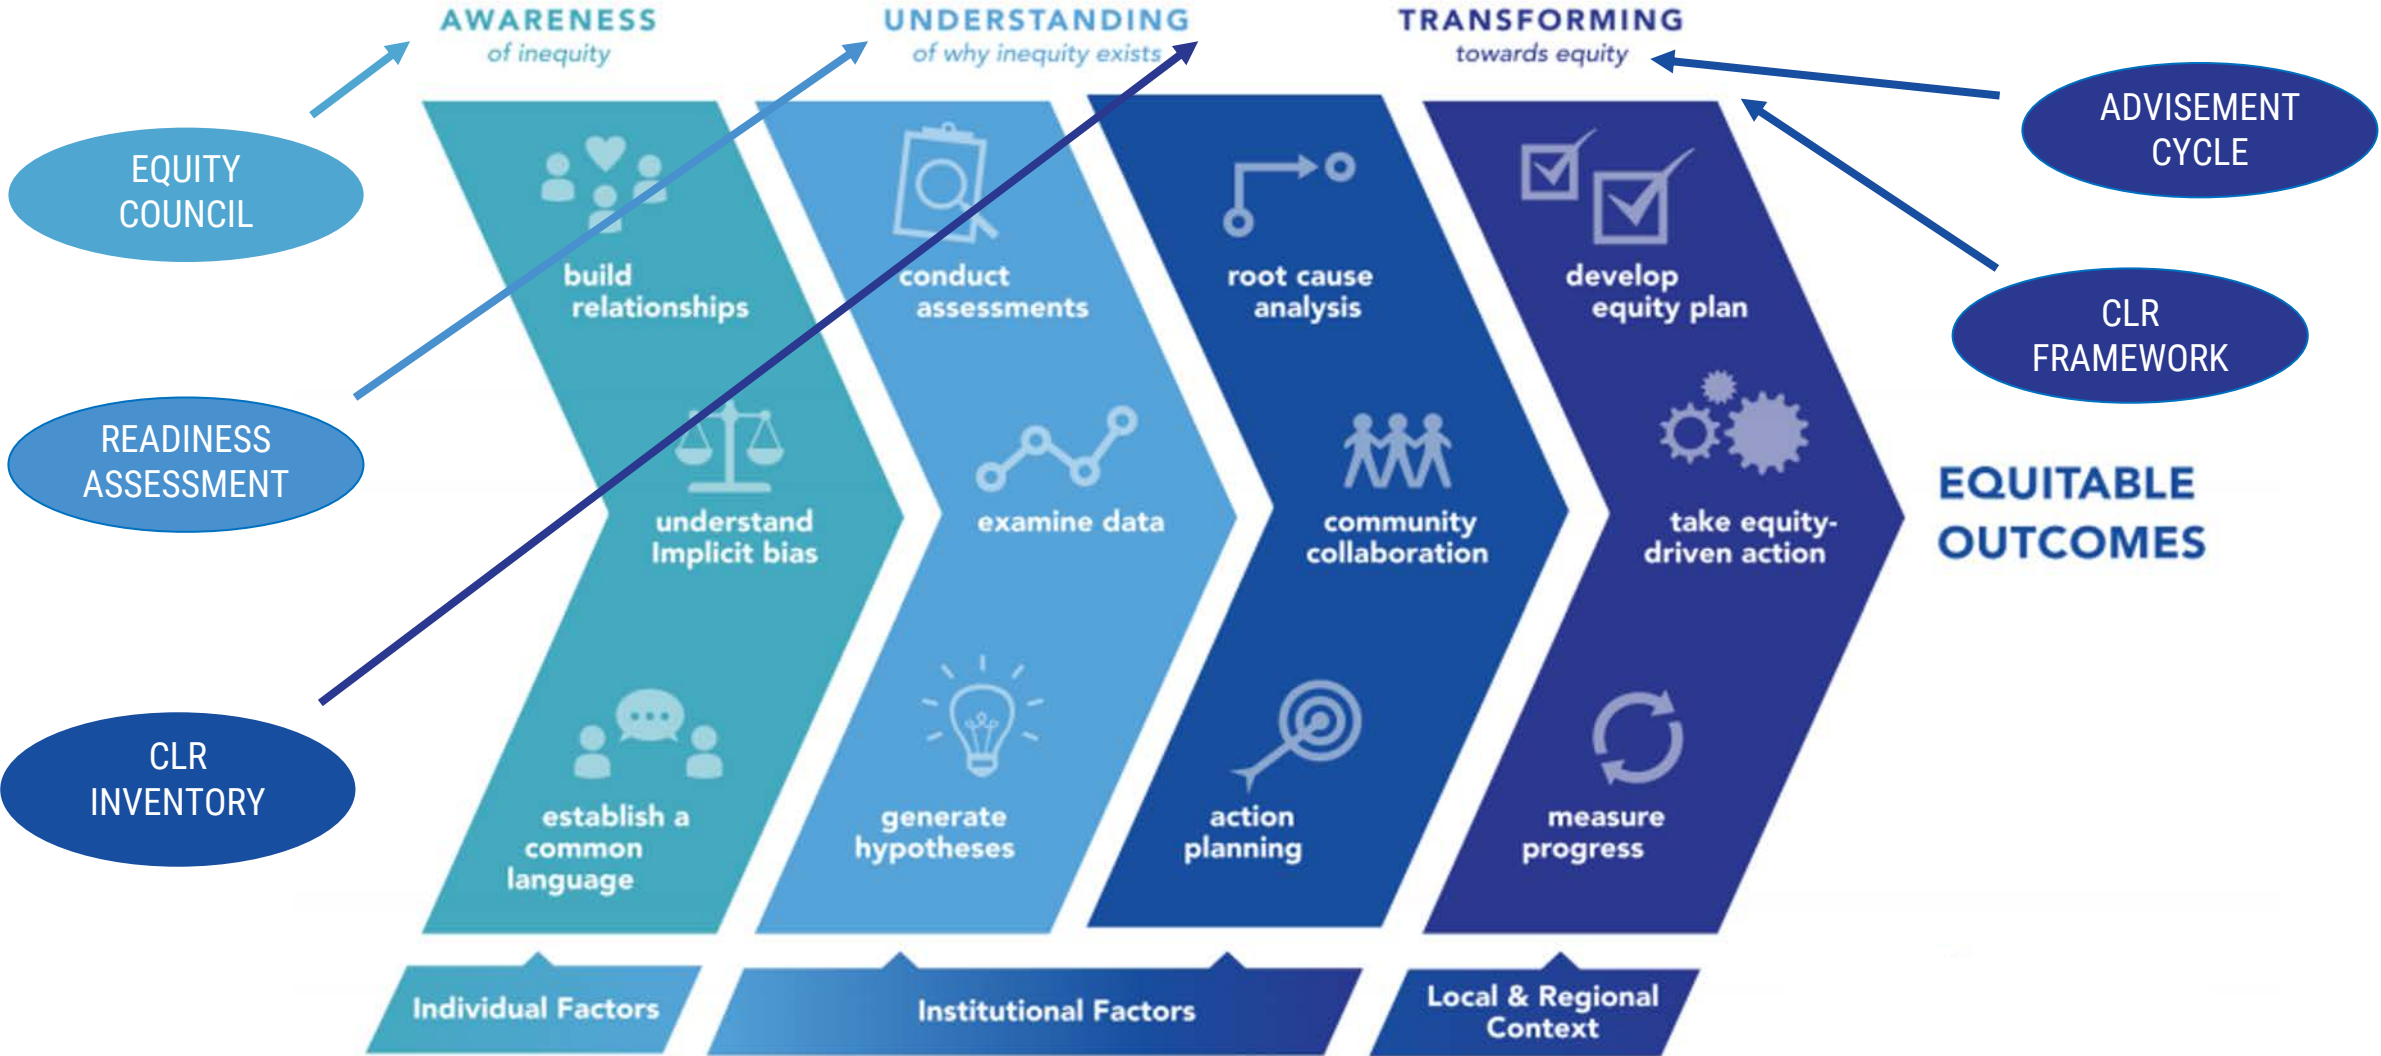 AWARENESS
of inequity
UNDERSTANDING
of why inequity exists
TRANSFORMING
towards equity
EQUITY
COUNCIL
READINESS
ASSESSMENT
CLR
INVENTORY
build
relationships
understand
Implicit bias
establish a
common
language
conduct
assessments
examine data
generate
hypotheses
root cause
analysis
community
collaboration
action
planning
develop
equity plan
take equity-
driven action
measure
progress
ADVISEMENT
CYCLE
CLR
FRAMEWORK
EQUITABLE
OUTCOMES
Individual Factors
Institutional Factors
Local & Regional
Context